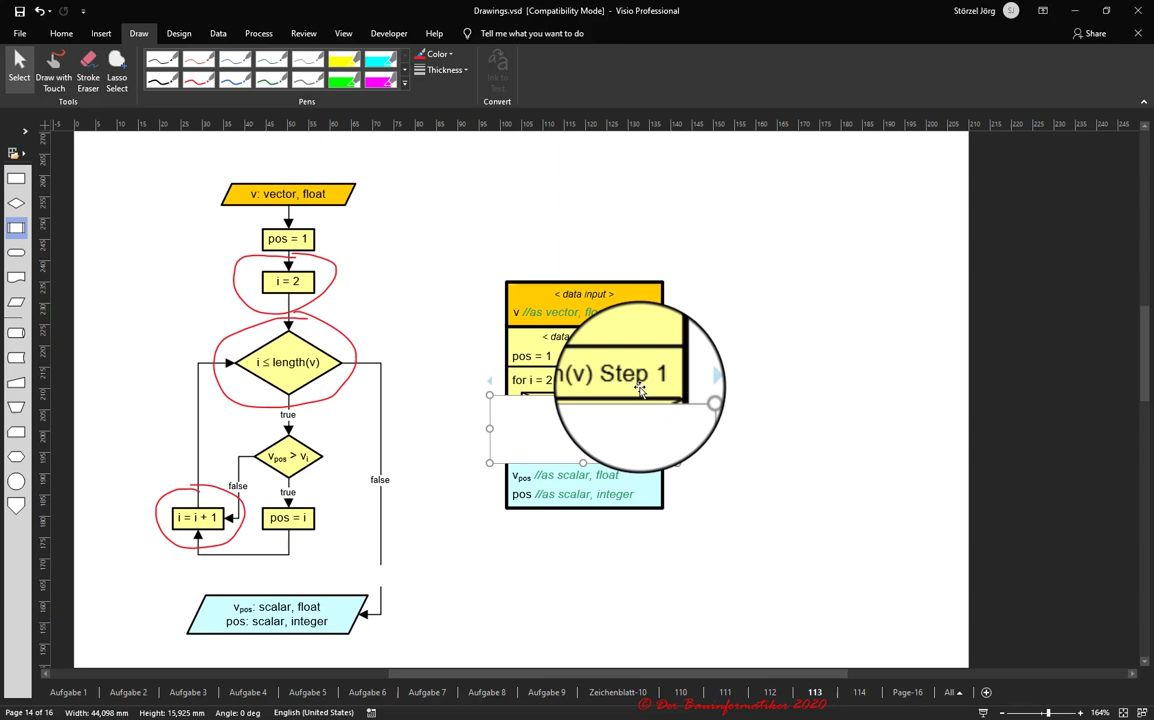 Drawings.vsd [Compatibility Mode] - Visio Professional
Störzel Jörg
SJ
File Home Insert Draw Design Data Process Review View Developer Help Tell me what you want to do
Share
Select
Draw with Touch
Stroke Eraser
Lasso Select
Color
Thickness
Ink to Text
Tools
Pens
Convert
v: vector, float
pos = 1
i = 2
i ≤ length(v)
true
vpos > vi
false
true
i = i + 1
pos = i
false
vpos: scalar, float
pos: scalar, integer
< data input >
v //as vector, flo
< da
pos = 1
for i = 2
(v) Step 1
vpos //as scalar, float
pos //as scalar, integer
Aufgabe 1 Aufgabe 2 Aufgabe 3 Aufgabe 4 Aufgabe 5 Aufgabe 6 Aufgabe 7 Aufgabe 8 Aufgabe 9 Zeichenblatt-10 110 111 112 113 114 Page-16 All
© Der Bauinformatiker 2020
Page 14 of 16 Width: 44,098 mm Height: 15,925 mm Angle: 0 deg English (United States)
164%